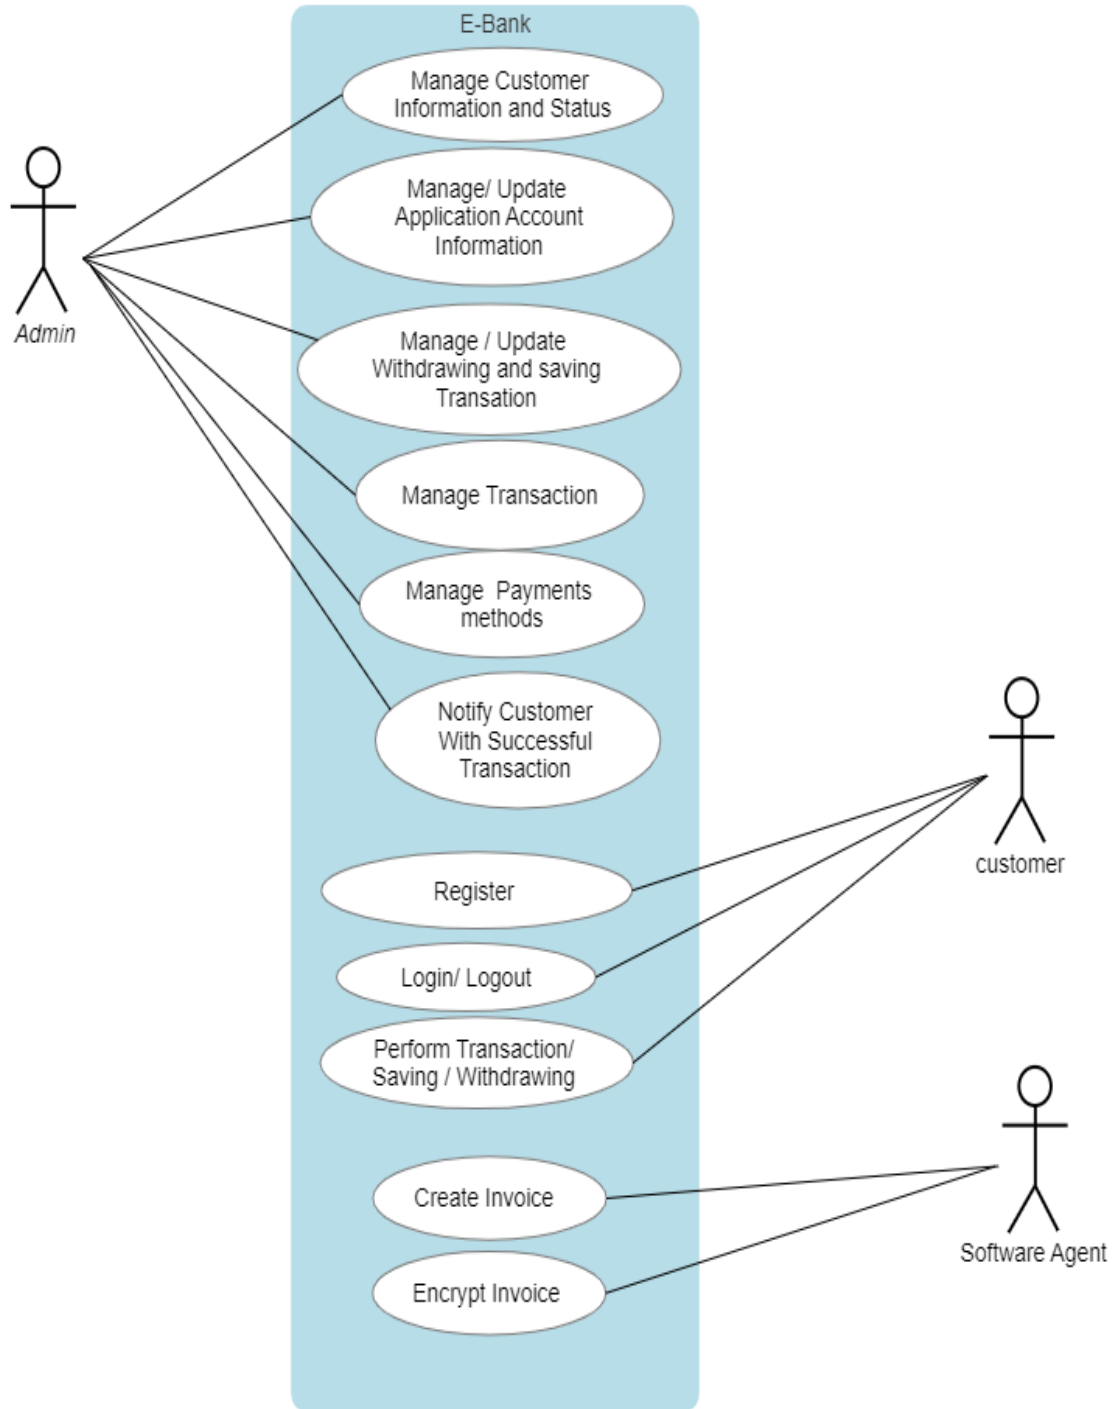 E-Bank
Manage Customer
Information and Status
Manage/ Update
Application Account
Information
Admin
Manage / Update
Withdrawing and saving
Transation
Manage Transaction
Manage  Payments
methods
Notify Customer
With Successful
Transaction
customer
Register
Login/ Logout
Perform Transaction/
Saving / Withdrawing
Create Invoice
Software Agent
Encrypt Invoice